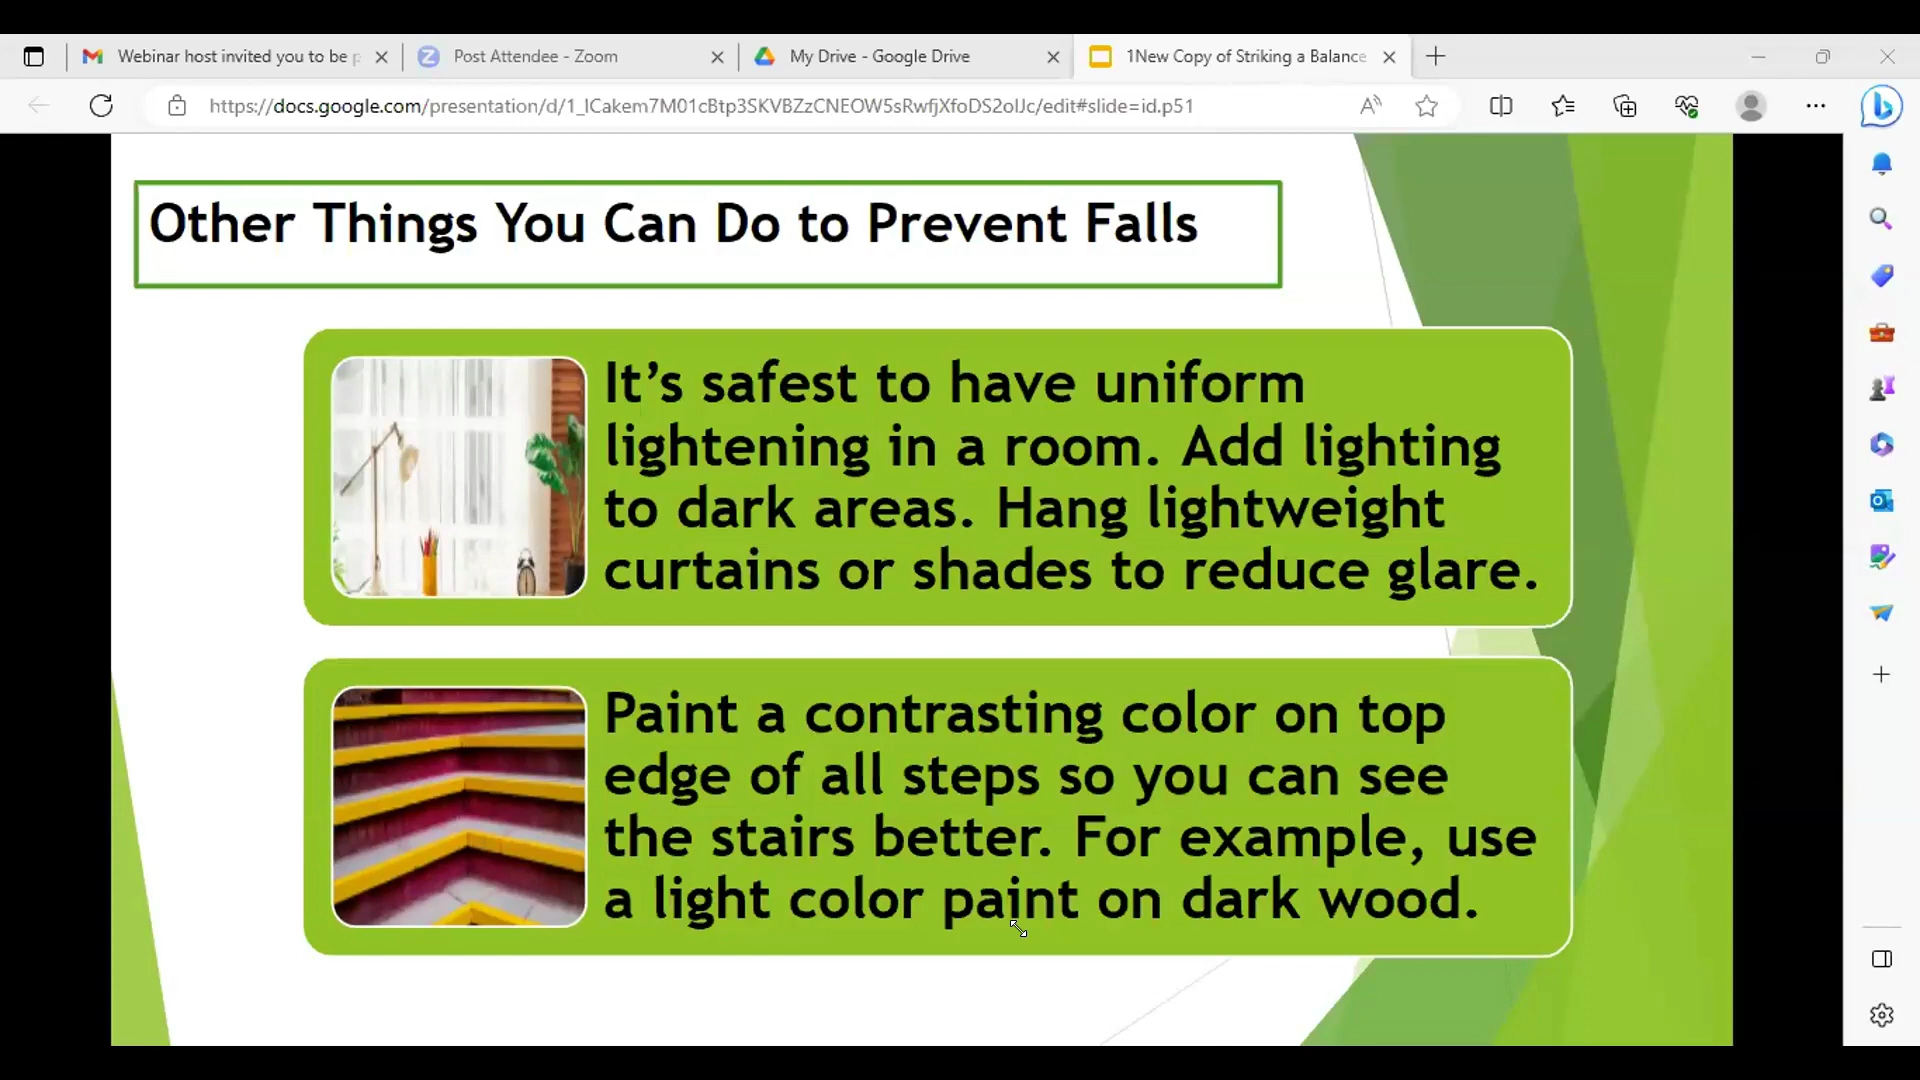 Webinar host invited you to be p
Post Attendee - Zoom
My Drive - Google Drive
1New Copy of Striking a Balance
https://docs.google.com/presentation/d/1_lCakem7M01cBtp3SKVBZzCNEOW5sRwfjXfoDS2olJc/edit#slide=id.p51
Other Things You Can Do to Prevent Falls
It’s safest to have uniform
lightening in a room. Add lighting
to dark areas. Hang lightweight
curtains or shades to reduce glare.
Paint a contrasting color on top
edge of all steps so you can see
the stairs better. For example, use
a light color paint on dark wood.